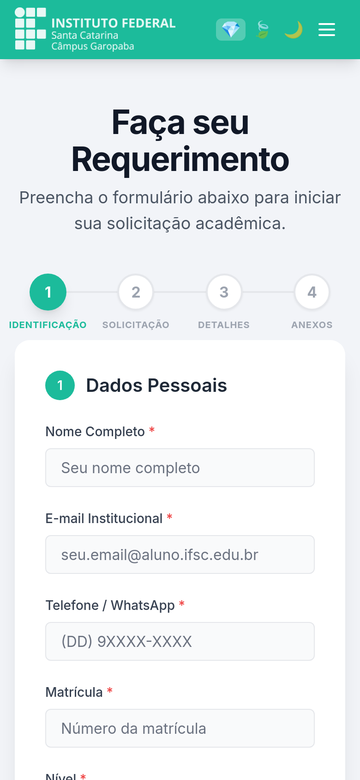 INSTITUTO FEDERAL
Santa Catarina
Câmpus Garopaba
Faça seu
Requerimento
Preencha o formulário abaixo para iniciar
sua solicitação acadêmica.
1
2
3
4
IDENTIFICAÇÃO
SOLICITAÇÃO
DETALHES
ANEXOS
1
Dados Pessoais
Nome Completo *
Seu nome completo
E-mail Institucional *
seu.email@aluno.ifsc.edu.br
Telefone / WhatsApp *
(DD) 9XXXX-XXXX
Matrícula *
Número da matrícula
Nível *